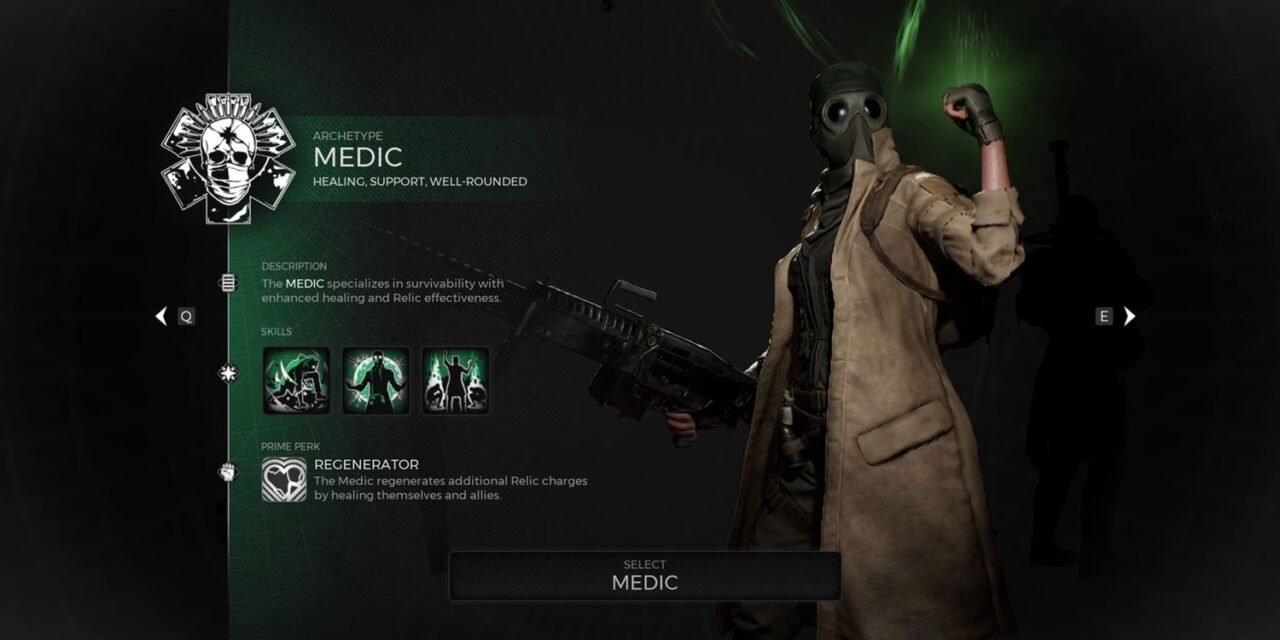 ARCHETYPE
MEDIC
HEALING, SUPPORT, WELL-ROUNDED
DESCRIPTION
The MEDIC specializes in survivability with
enhanced healing and Relic effectiveness.
Q
E
SKILLS
PRIME PERK
REGENERATOR
The Medic regenerates additional Relic charges
by healing themselves and allies.
SELECT
MEDIC